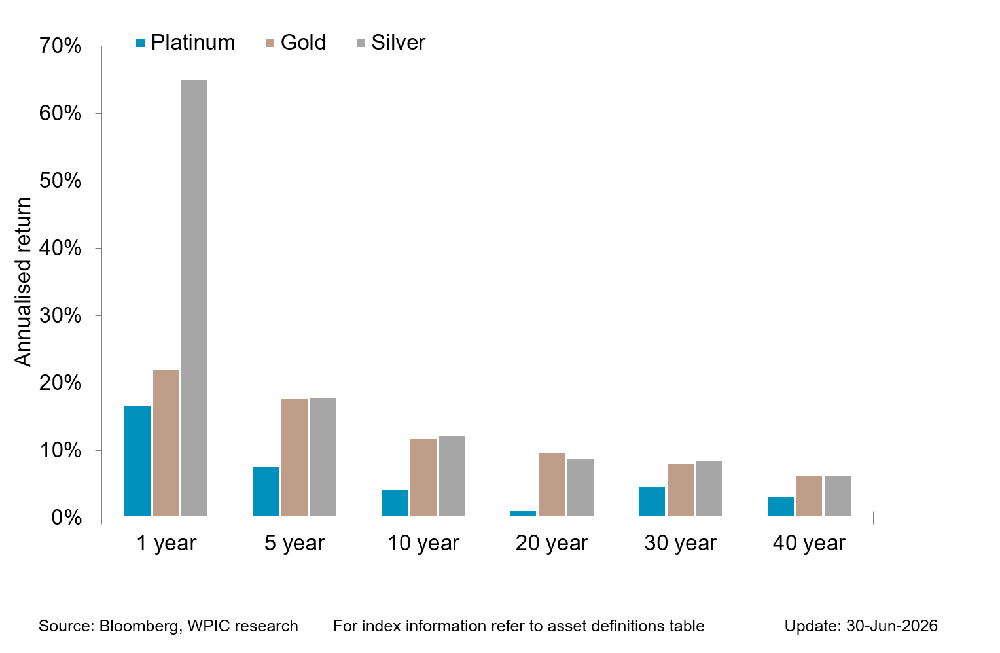 Platinum Gold Silver
70%
60%
50%
40%
30%
20%
10%
0%
Annualised return
1 year 5 year 10 year 20 year 30 year 40 year
Source: Bloomberg, WPIC research For index information refer to asset definitions table Update: 30-Jun-2026